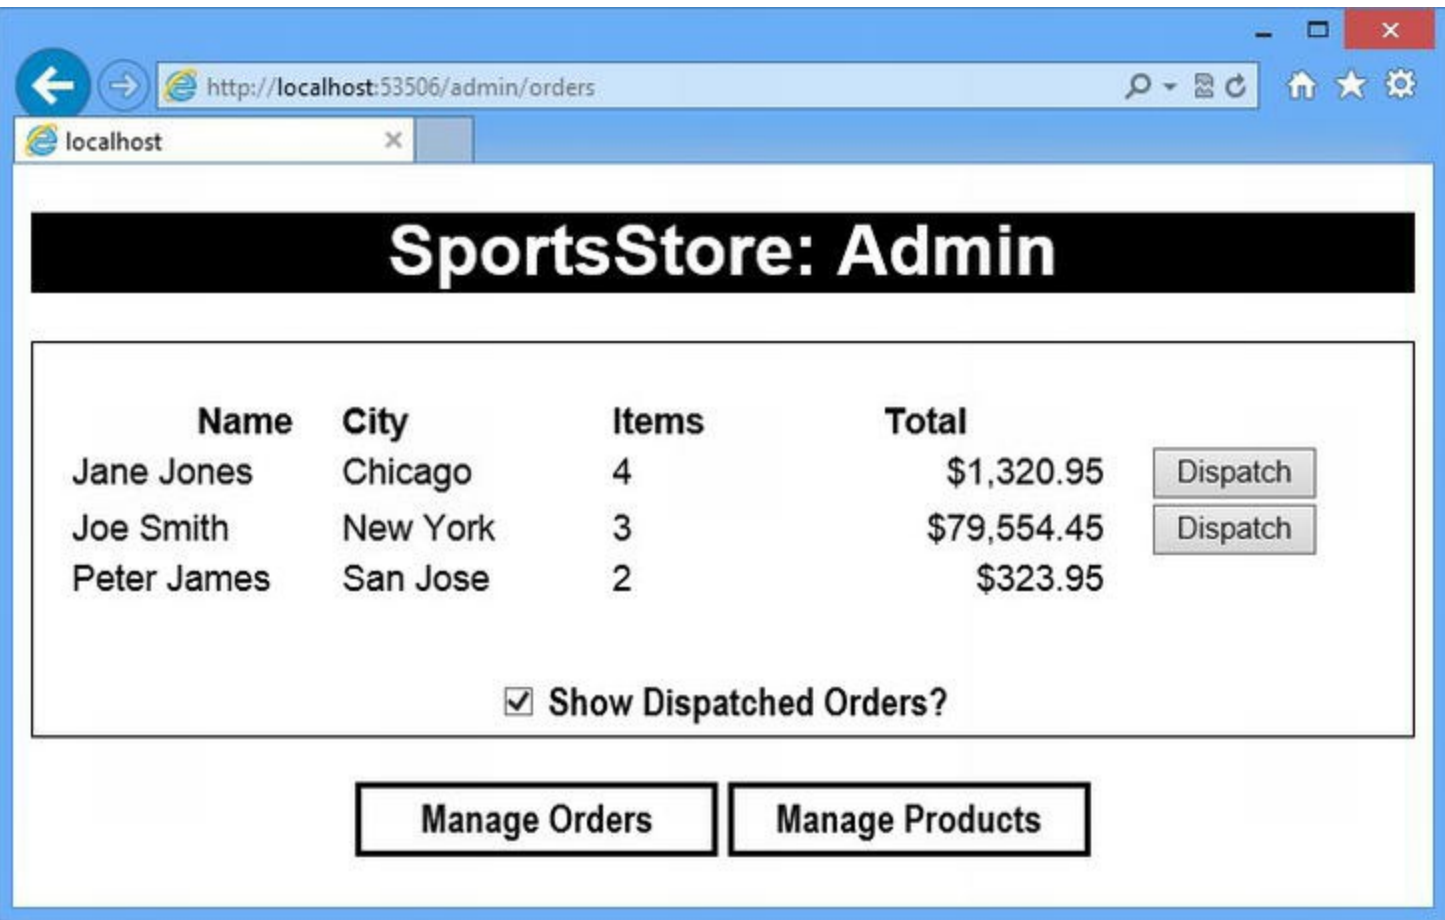 http://localhost:53506/admin/orders
localhost
SportsStore: Admin
Name City Items Total
Jane Jones Chicago 4 $1,320.95 Dispatch
Joe Smith New York 3 $79,554.45 Dispatch
Peter James San Jose 2 $323.95
Show Dispatched Orders?
Manage Orders Manage Products